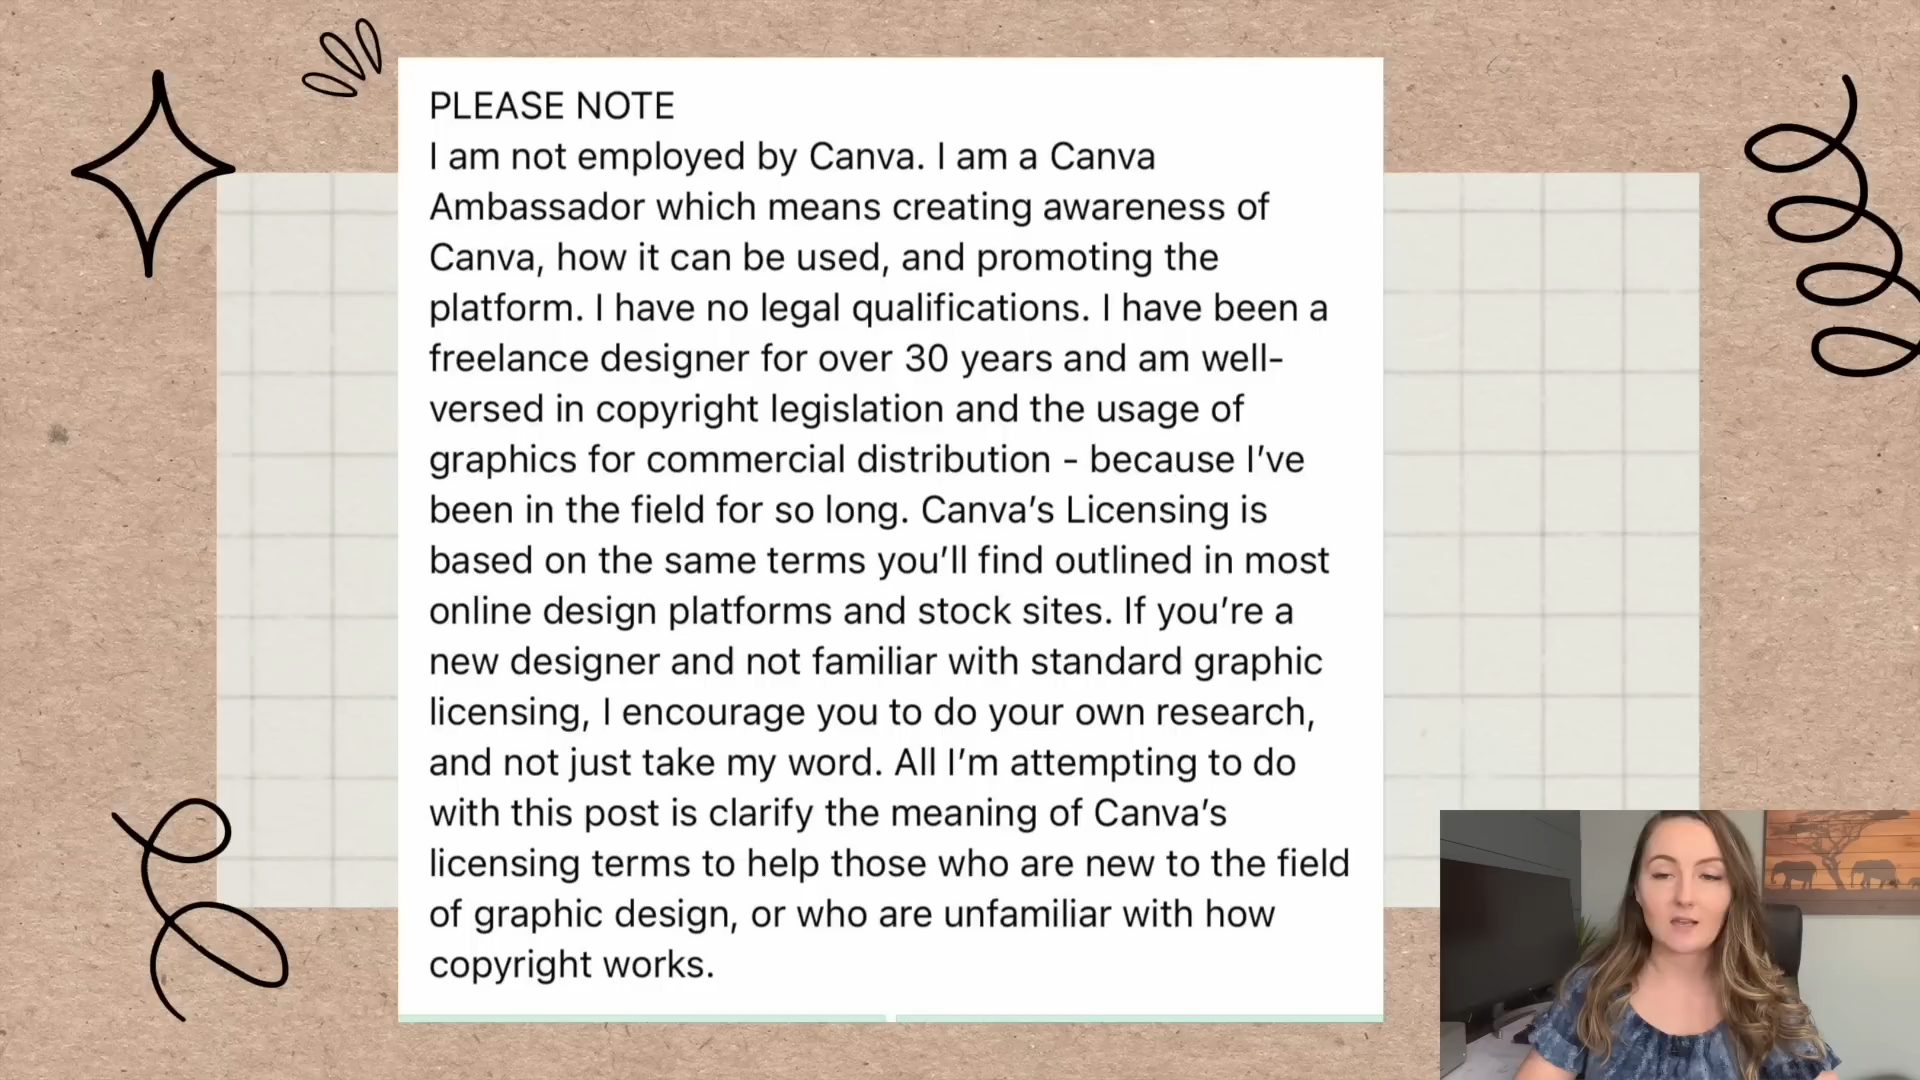 PLEASE NOTE
I am not employed by Canva. I am a Canva
Ambassador which means creating awareness of
Canva, how it can be used, and promoting the
platform. I have no legal qualifications. I have been a
freelance designer for over 30 years and am well-
versed in copyright legislation and the usage of
graphics for commercial distribution - because I’ve
been in the field for so long. Canva’s Licensing is
based on the same terms you’ll find outlined in most
online design platforms and stock sites. If you’re a
new designer and not familiar with standard graphic
licensing, I encourage you to do your own research,
and not just take my word. All I’m attempting to do
with this post is clarify the meaning of Canva’s
licensing terms to help those who are new to the field
of graphic design, or who are unfamiliar with how
copyright works.